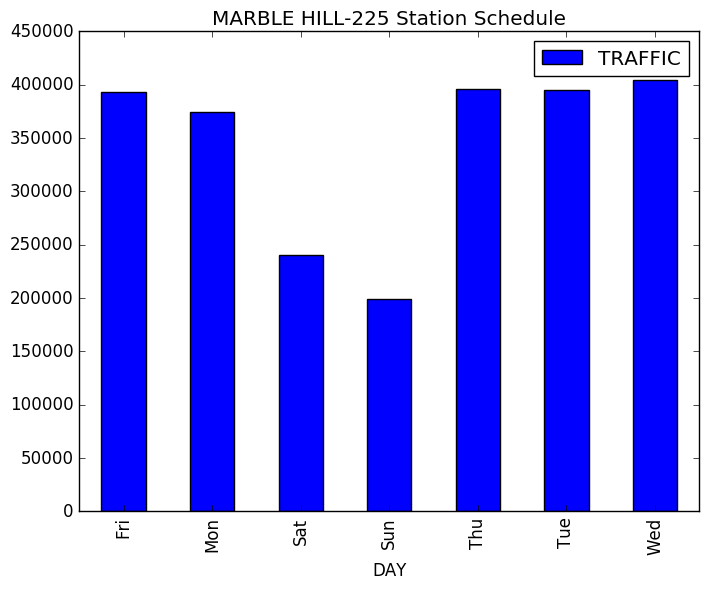 MARBLE HILL-225 Station Schedule
TRAFFIC
450000
400000
350000
300000
250000
200000
150000
100000
50000
0
Fri
Mon
Sat
Sun
Thu
Tue
Wed
DAY